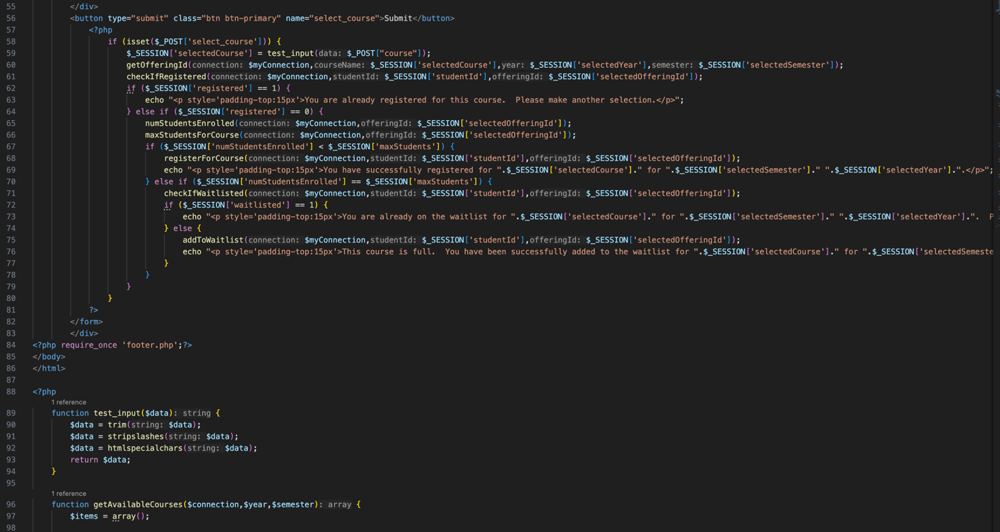 55 </div>
56 <button type="submit" class="btn btn-primary" name="select_course">Submit</button>
57 <?php
58 if (isset($_POST['select_course'])) {
59 $_SESSION['selectedCourse'] = test_input(data: $_POST["course"]);
60 getOfferingId(connection: $myConnection,courseName: $_SESSION['selectedCourse'],year: $_SESSION['selectedYear'],semester: $_SESSION['selectedSemester']);
61 checkIfRegistered(connection: $myConnection,studentId: $_SESSION['studentId'],offeringId: $_SESSION['selectedOfferingId']);
62 if ($_SESSION['registered'] == 1) {
63 echo "<p style='padding-top:15px'>You are already registered for this course.  Please make another selection.</p>";
64 } else if ($_SESSION['registered'] == 0) {
65 numStudentsEnrolled(connection: $myConnection,offeringId: $_SESSION['selectedOfferingId']);
66 maxStudentsForCourse(connection: $myConnection,offeringId: $_SESSION['selectedOfferingId']);
67 if ($_SESSION['numStudentsEnrolled'] < $_SESSION['maxStudents']) {
68 registerForCourse(connection: $myConnection,studentId: $_SESSION['studentId'],offeringId: $_SESSION['selectedOfferingId']);
69 echo "<p style='padding-top:15px'>You have successfully registered for ".$_SESSION['selectedCourse']." for ".$_SESSION['selectedSemester']." ".$_SESSION['selectedYear'].".</p>";
70 } else if ($_SESSION['numStudentsEnrolled'] == $_SESSION['maxStudents']) {
71 checkIfWaitlisted(connection: $myConnection,studentId: $_SESSION['studentId'],offeringId: $_SESSION['selectedOfferingId']);
72 if ($_SESSION['waitlisted'] == 1) {
73 echo "<p style='padding-top:15px'>You are already on the waitlist for ".$_SESSION['selectedCourse']." for ".$_SESSION['selectedSemester']." ".$_SESSION['selectedYear'].".  P
74 } else {
75 addToWaitlist(connection: $myConnection,studentId: $_SESSION['studentId'],offeringId: $_SESSION['selectedOfferingId']);
76 echo "<p style='padding-top:15px'>This course is full.  You have been successfully added to the waitlist for ".$_SESSION['selectedCourse']." for ".$_SESSION['selectedSemeste
77 }
78 }
79 }
80 }
81 ?>
82 </form>
83 </div>
84 <?php require_once 'footer.php';?>
85 </body>
86 </html>
87
88 <?php
1 reference
89 function test_input($data): string {
90 $data = trim(string: $data);
91 $data = stripslashes(string: $data);
92 $data = htmlspecialchars(string: $data);
93 return $data;
94 }
95
1 reference
96 function getAvailableCourses($connection,$year,$semester): array {
97 $items = array();
98